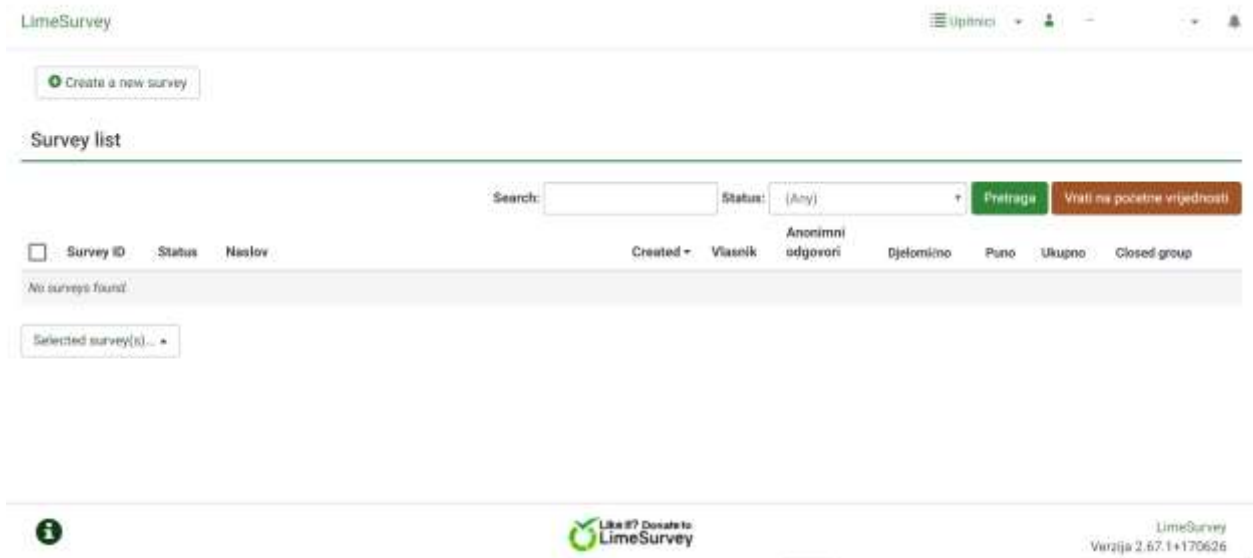 LimeSurvey Upitnici
Create a new survey
Survey list
Search: Status: (Any) Pretraga Vrati na početne vrijednosti
Survey ID Status Naslov Created Vlasnik Anonimni odgovori Djelomično Puno Ukupno Closed group
No surveys found.
Selected survey(s)...
Like it? Donate to
LimeSurvey
LimeSurvey
Verzija 2.67.1+170626